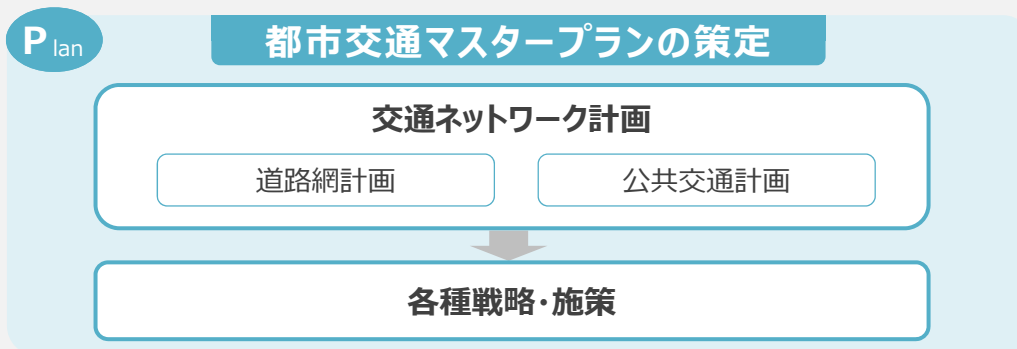 Plan
都市交通マスタープランの策定
交通ネットワーク計画
道路網計画
公共交通計画
各種戦略・施策